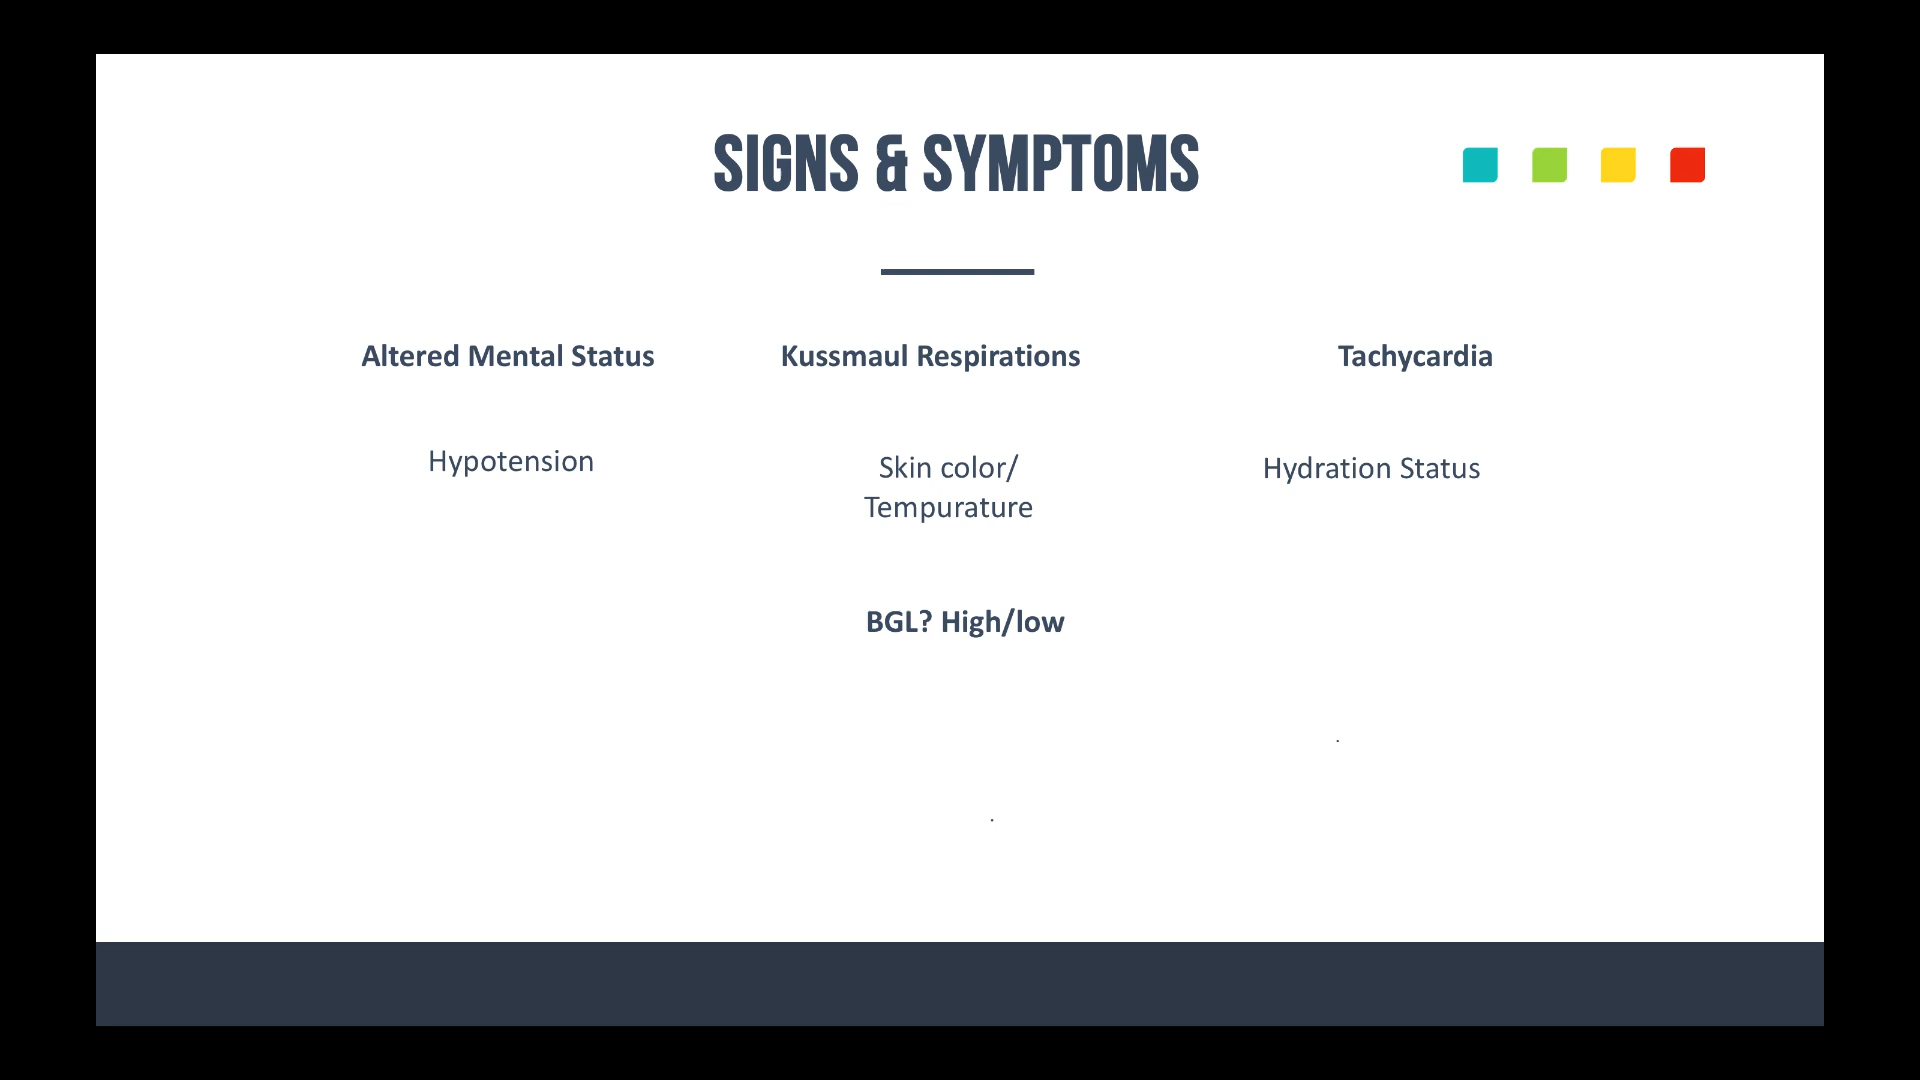 SIGNS & SYMPTOMS
Altered Mental Status
Kussmaul Respirations
Tachycardia
Hypotension
Skin color/
Tempurature
Hydration Status
BGL? High/low
.
.